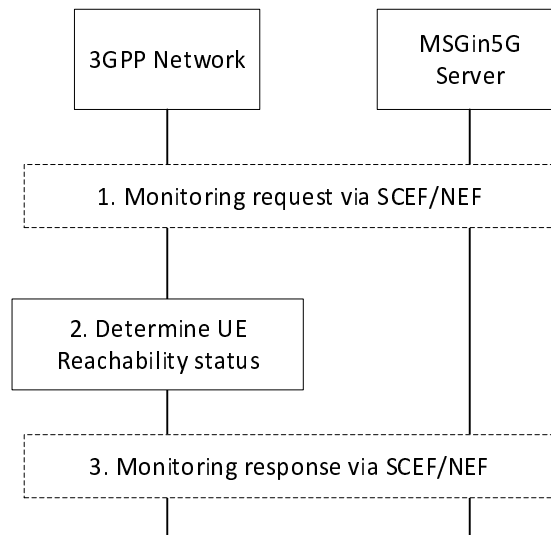 3GPP Network
MSGin5G
Server
1. Monitoring request via SCEF/NEF
2. Determine UE
Reachability status
3. Monitoring response via SCEF/NEF